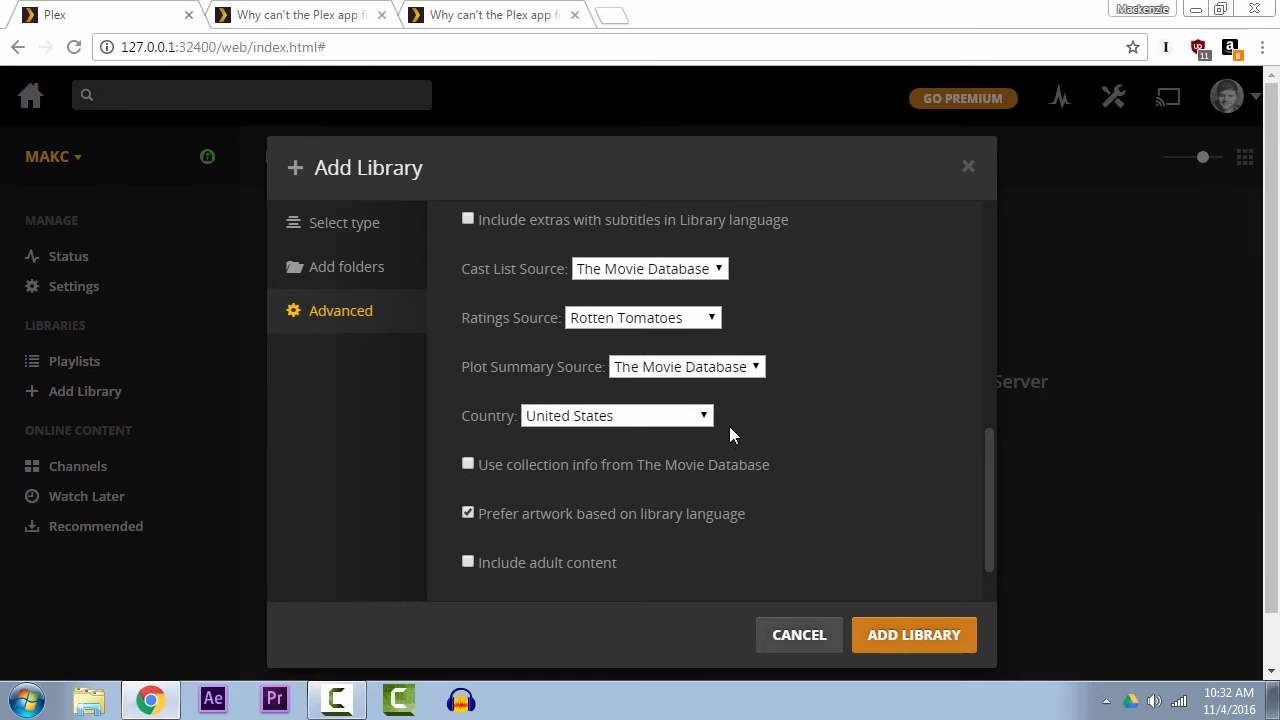 Plex
Why can't the Plex app fi
Why can't the Plex app fi
Mackenzie
127.0.0.1:32400/web/index.html#
11
8
GO PREMIUM
MAKC
Add Library
MANAGE
Status
Settings
LIBRARIES
Playlists
Add Library
ONLINE CONTENT
Channels
Watch Later
Recommended
Select type
Add folders
Advanced
Include extras with subtitles in Library language
Cast List Source: The Movie Database
Ratings Source: Rotten Tomatoes
Plot Summary Source: The Movie Database
Country: United States
Use collection info from The Movie Database
Prefer artwork based on library language
Include adult content
Server
CANCEL
ADD LIBRARY
Ae
Pr
10:32 AM
11/4/2016